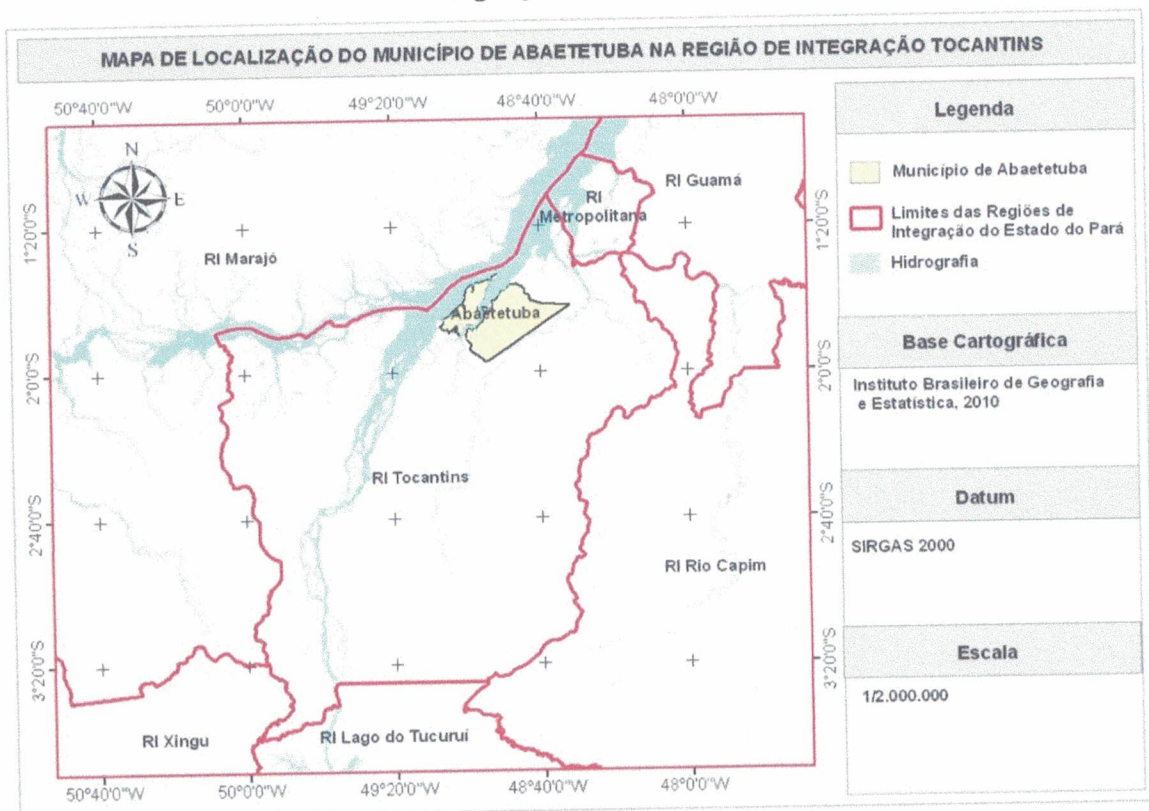 MAPA DE LOCALIZAÇÃO DO MUNICÍPIO DE ABAETETUBA NA REGIÃO DE INTEGRAÇÃO TOCANTINS
50°40'0"W 50°0'0"W 49°20'0"W 48°40'0"W 48°0'0"W
N
W E
S
1°20'0"S
2°0'0"S
2°40'0"S
3°20'0"S
RI Marajó
RI Guamá
RI
Metropolitana
Abaetetuba
RI Tocantins
RI Rio Capim
RI Xingu
RI Lago do Tucuruí
1°20'0"S
2°0'0"S
2°40'0"S
3°20'0"S
50°40'0"W 50°0'0"W 49°20'0"W 48°40'0"W 48°0'0"W
Legenda
Município de Abaetetuba
Limites das Regiões de
Integração do Estado do Pará
Hidrografia
Base Cartográfica
Instituto Brasileiro de Geografia
e Estatística, 2010
Datum
SIRGAS 2000
Escala
1/2.000.000